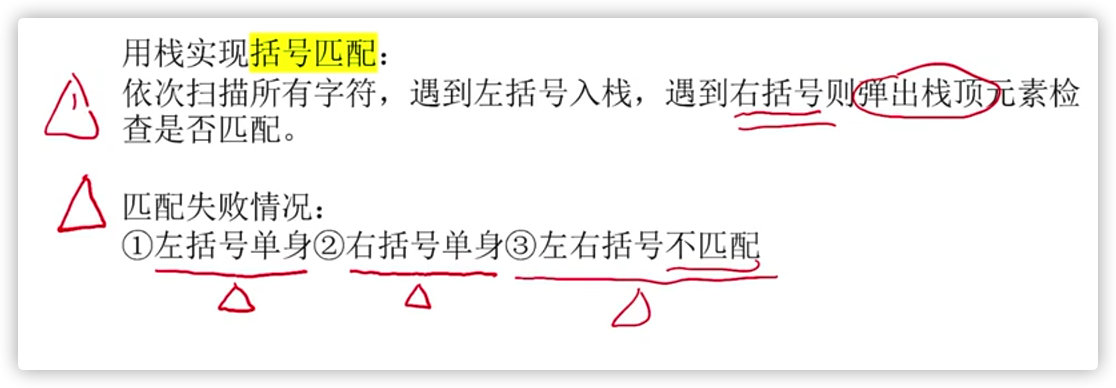 用栈实现括号匹配：
依次扫描所有字符，遇到左括号入栈，遇到右括号则弹出栈顶元素检
查是否匹配。
匹配失败情况：
①左括号单身②右括号单身③左右括号不匹配